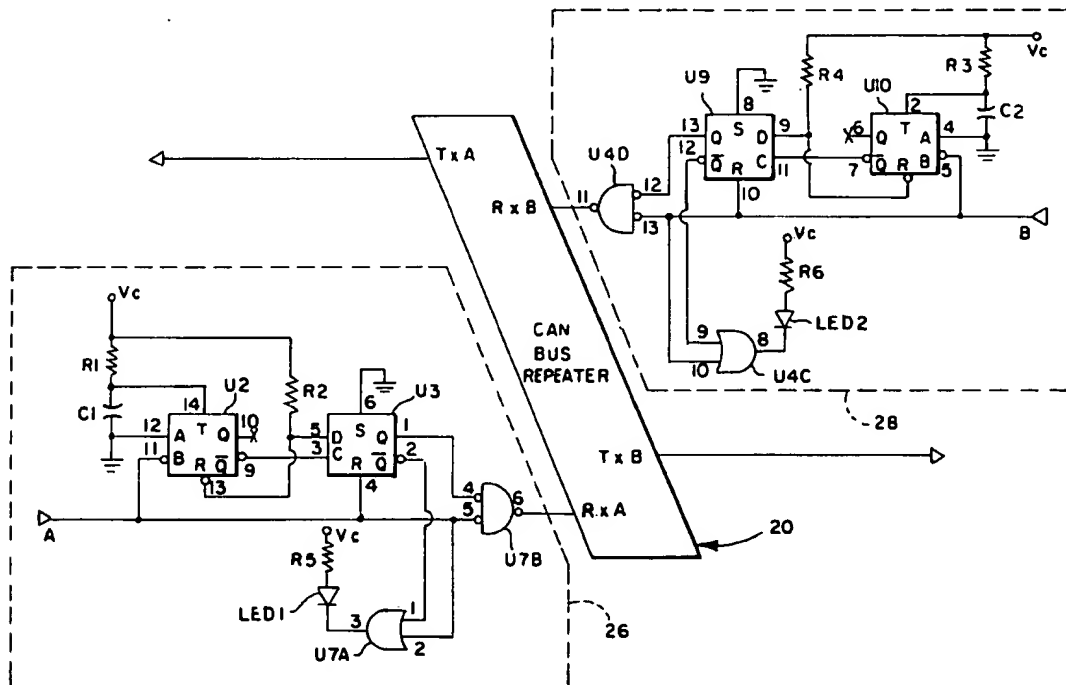 Vc
R4
R3
U9
U10
8
2
C2
13
Q
S
D
9
6
Q
T
A
4
12
Q̅
R
C
11
7
Q̅
R
B
5
10
TxA
U4D
12
11
RxB
13
B
Vc
R6
LED2
9
8
10
U4C
28
CAN
BUS
REPEATER
Vc
R1
U2
R2
U3
C1
14
10
6
12
A
T
Q
5
D
S
Q
1
11
B
R
Q̅
9
3
C
R
Q̅
2
13
4
4
6
5
A
U7B
TxB
RxA
20
Vc
R5
LED1
3
1
2
U7A
26